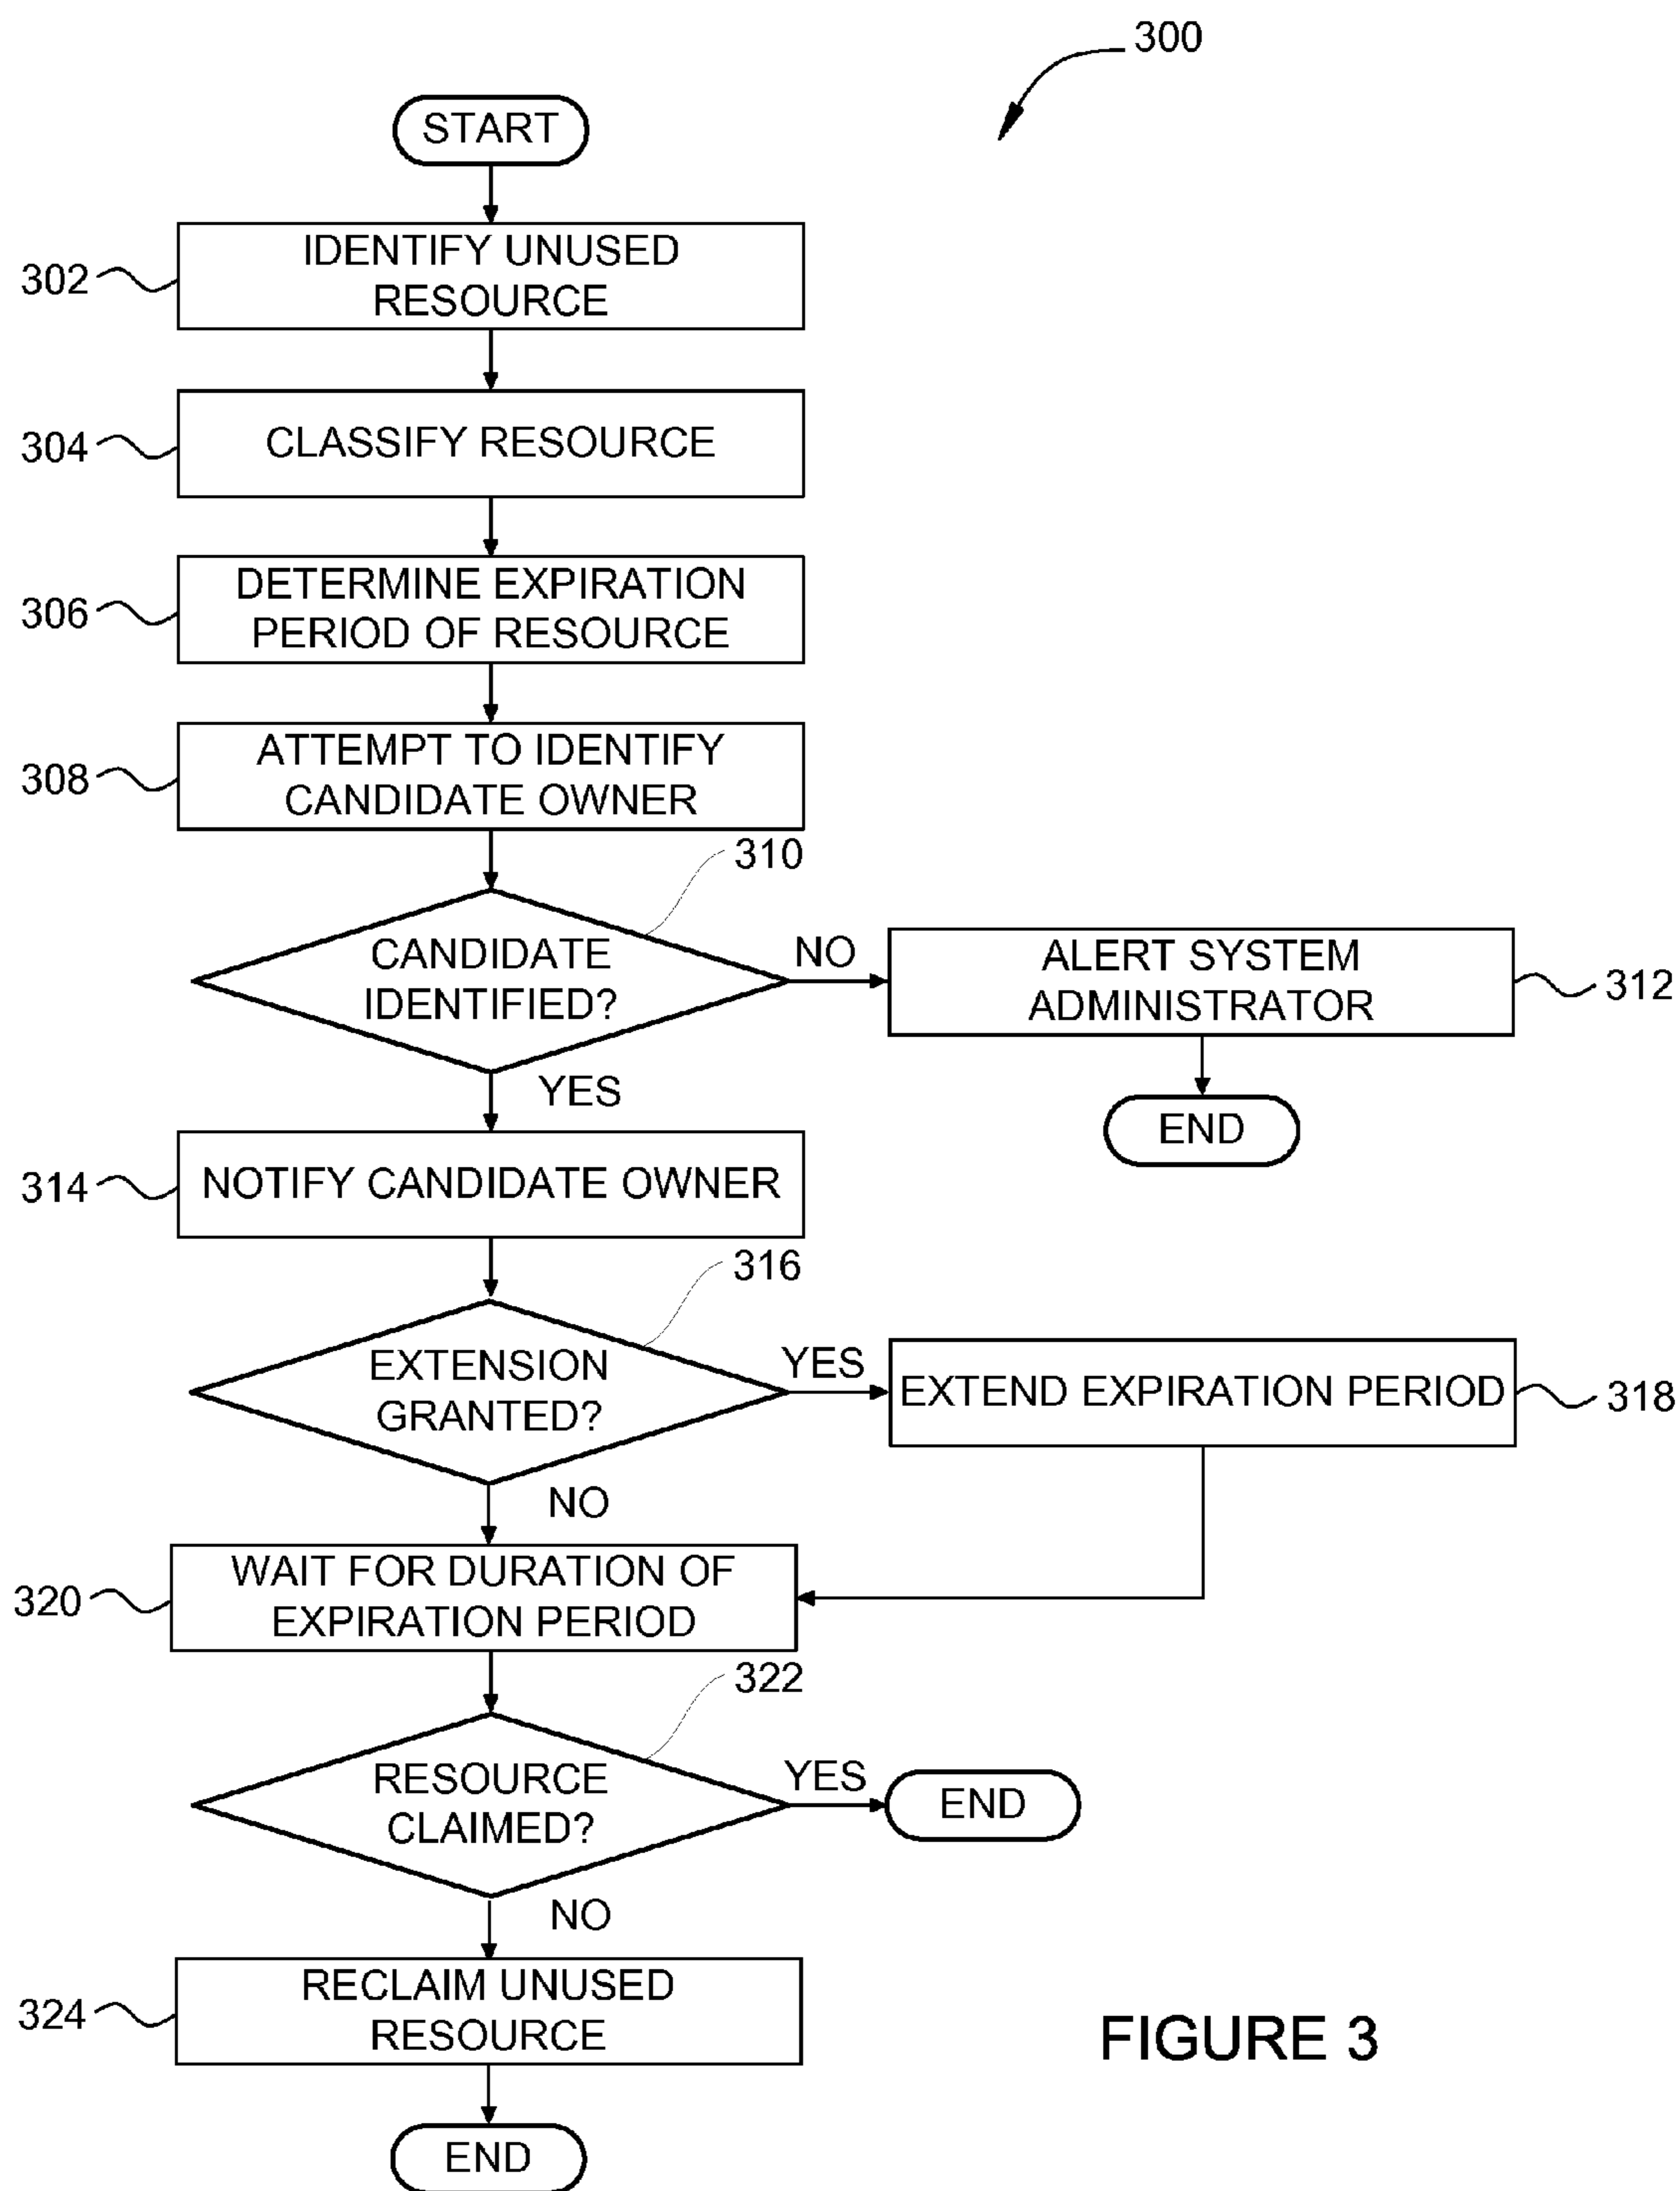 300
START
302
IDENTIFY UNUSED
RESOURCE
304
CLASSIFY RESOURCE
306
DETERMINE EXPIRATION
PERIOD OF RESOURCE
308
ATTEMPT TO IDENTIFY
CANDIDATE OWNER
310
CANDIDATE
IDENTIFIED?
NO
ALERT SYSTEM
ADMINISTRATOR
312
YES
END
314
NOTIFY CANDIDATE OWNER
316
EXTENSION
GRANTED?
YES
EXTEND EXPIRATION PERIOD
318
NO
320
WAIT FOR DURATION OF
EXPIRATION PERIOD
322
RESOURCE
CLAIMED?
YES
END
NO
324
RECLAIM UNUSED
RESOURCE
END
FIGURE 3